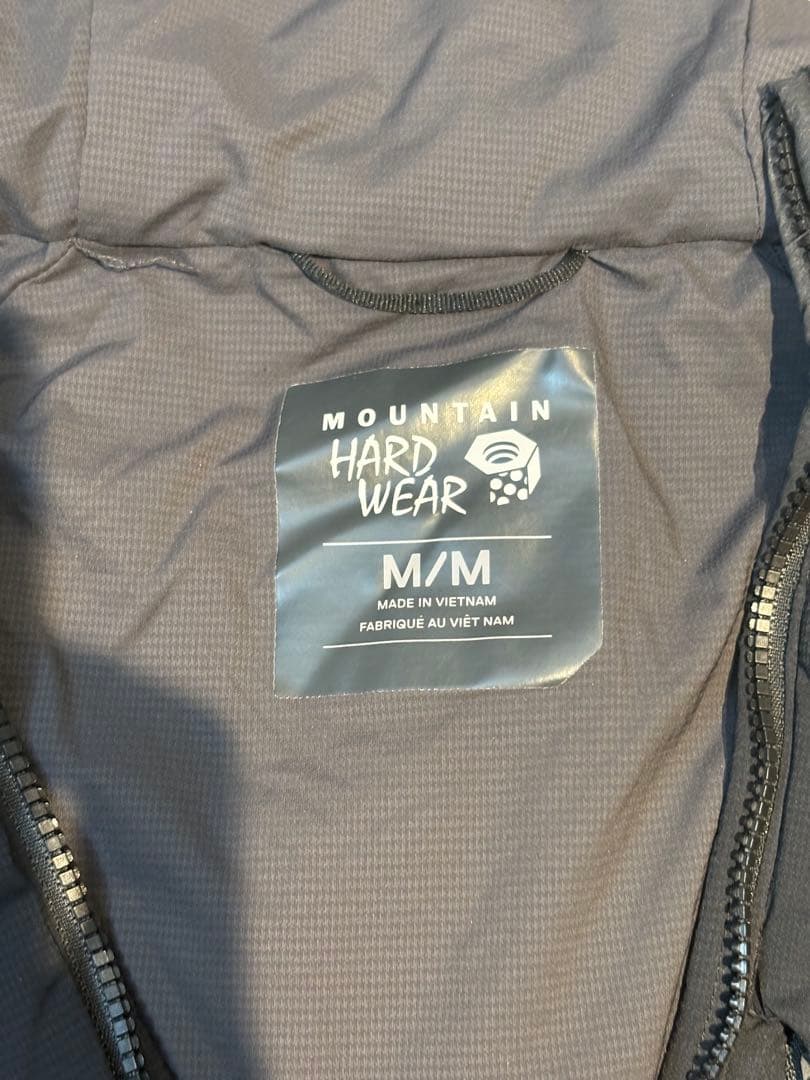 MOUNTAIN
HARD
WEAR
M/M
MADE IN VIETNAM
FABRIQUÉ AU VIÊT NAM